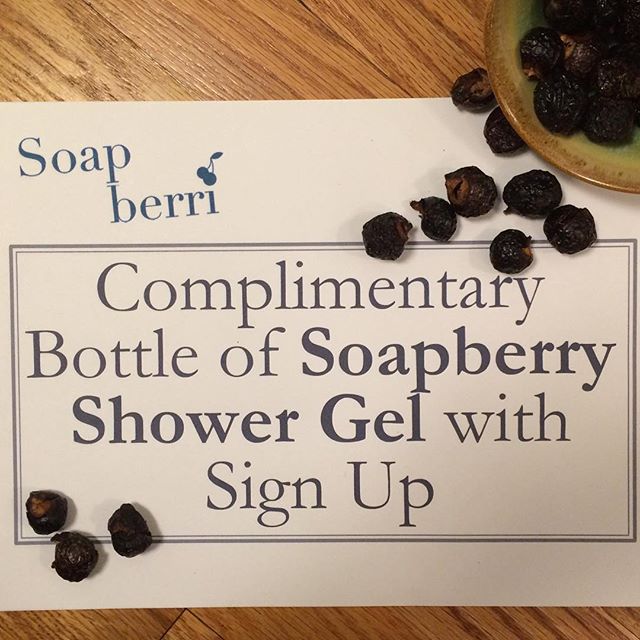 Soap
berri
Complimentary
Bottle of Soapberry
Shower Gel with
Sign Up